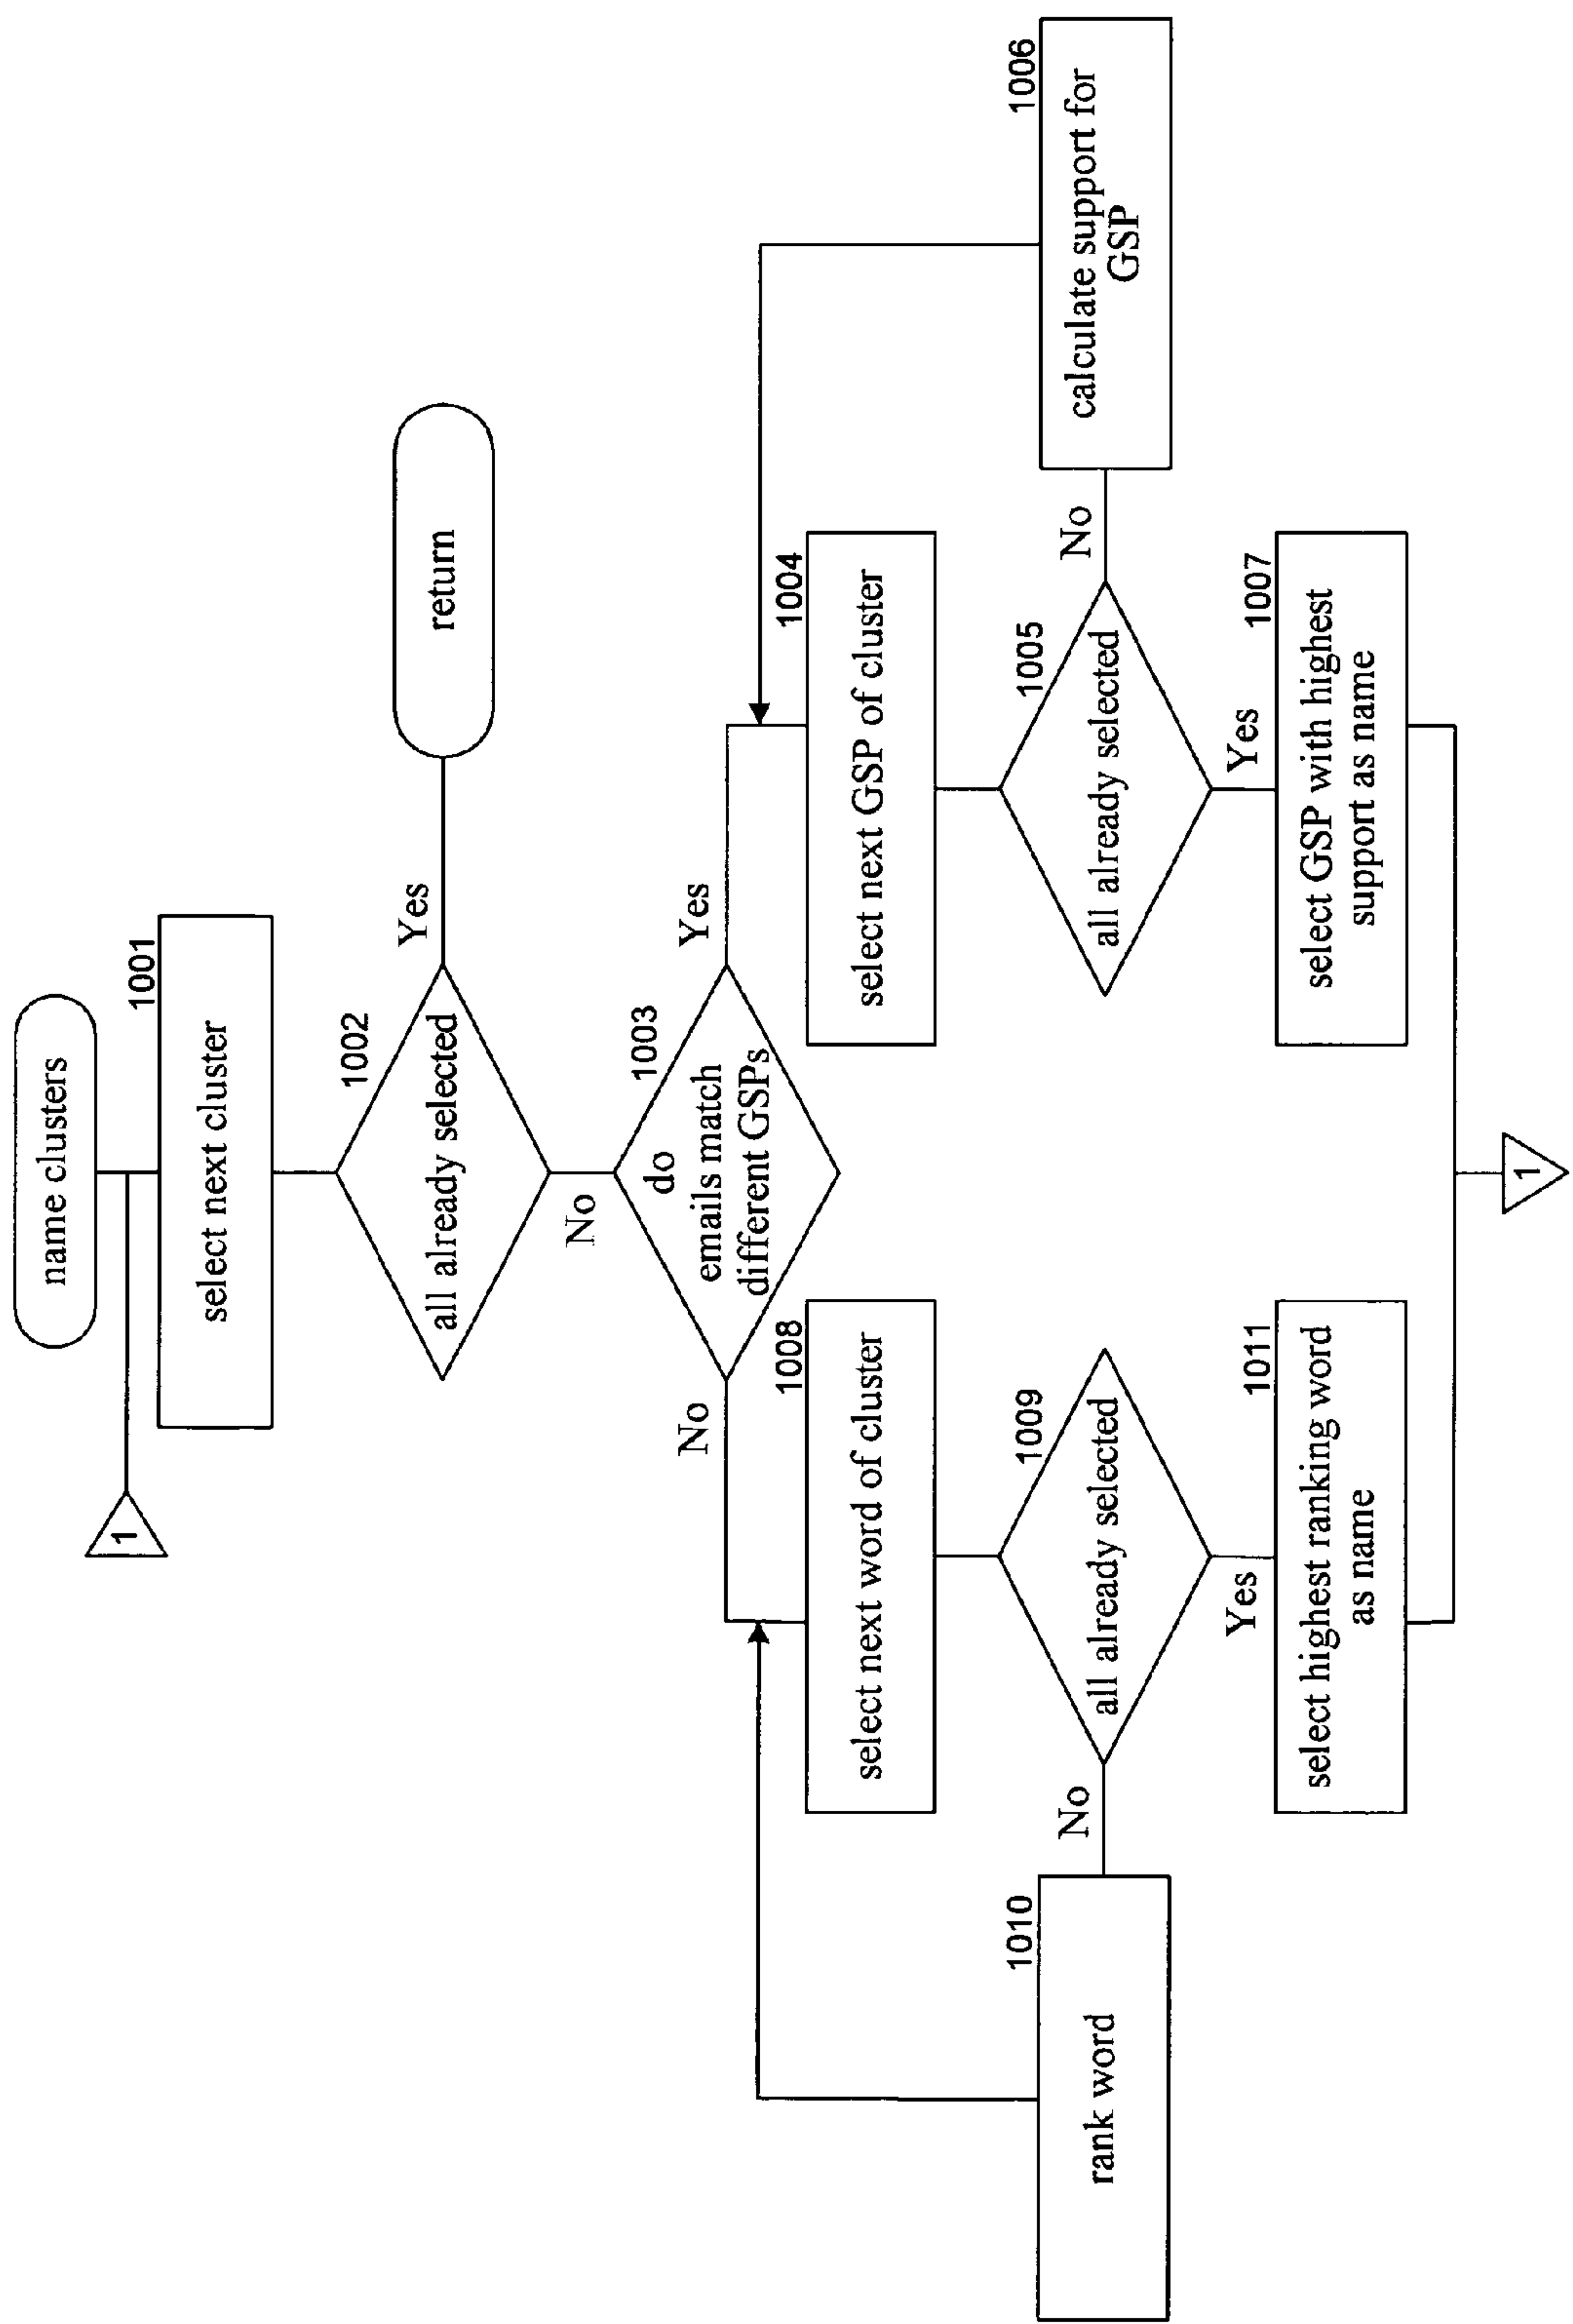 name clusters
1
1001
select next cluster
1002
all already selected
Yes
return
No
1003
do
emails match
different GSPs
Yes
1004
select next GSP of cluster
1005
all already selected
No
1006
calculate support for
GSP
Yes
1007
select GSP with highest
support as name
No
1008
select next word of cluster
1009
all already selected
No
1010
rank word
Yes
1011
select highest ranking word
as name
1